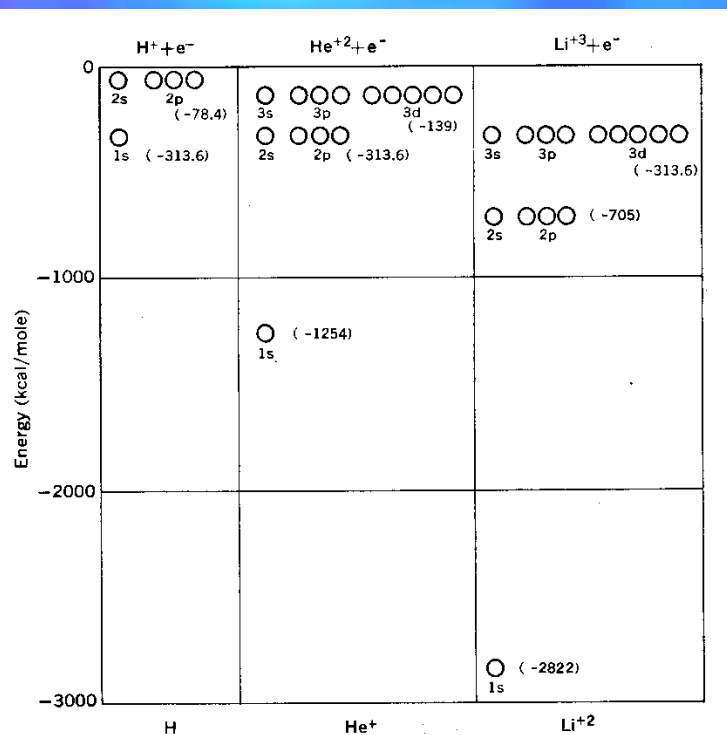 H⁺+e⁻ He⁺²+e⁻ Li⁺³+e⁻
0
2s 2p
(-78.4)
1s (-313.6)
3s 3p 3d
(-139)
2s 2p (-313.6)
3s 3p 3d
(-313.6)
2s 2p (-705)
-1000
1s (-1254)
Energy (kcal/mole)
-2000
1s (-2822)
-3000
H He⁺ Li⁺²